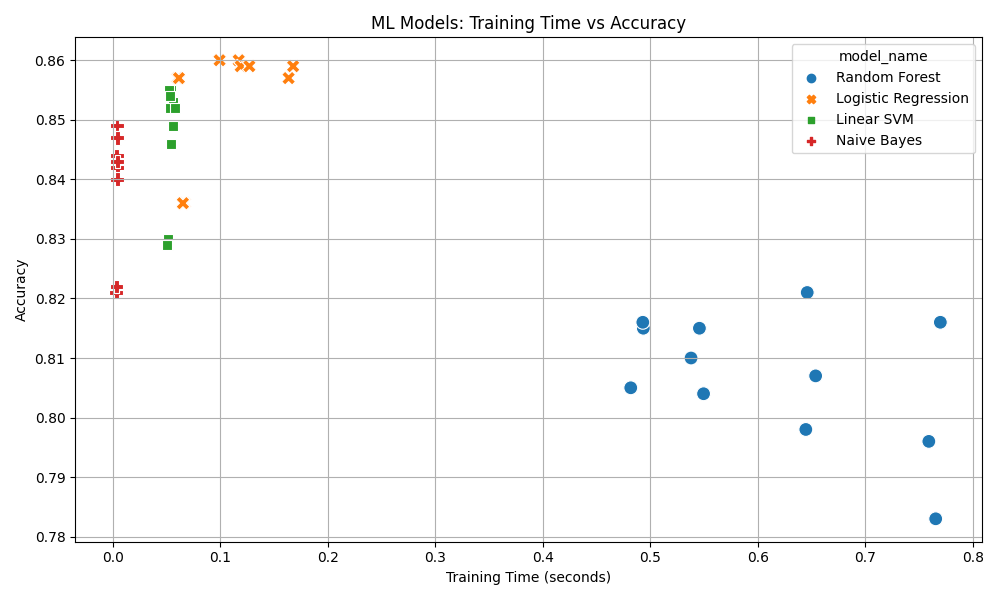 ML Models: Training Time vs Accuracy
model_name
Random Forest
Logistic Regression
Linear SVM
Naive Bayes
Accuracy
0.86
0.85
0.84
0.83
0.82
0.81
0.80
0.79
0.78
0.0 0.1 0.2 0.3 0.4 0.5 0.6 0.7 0.8
Training Time (seconds)